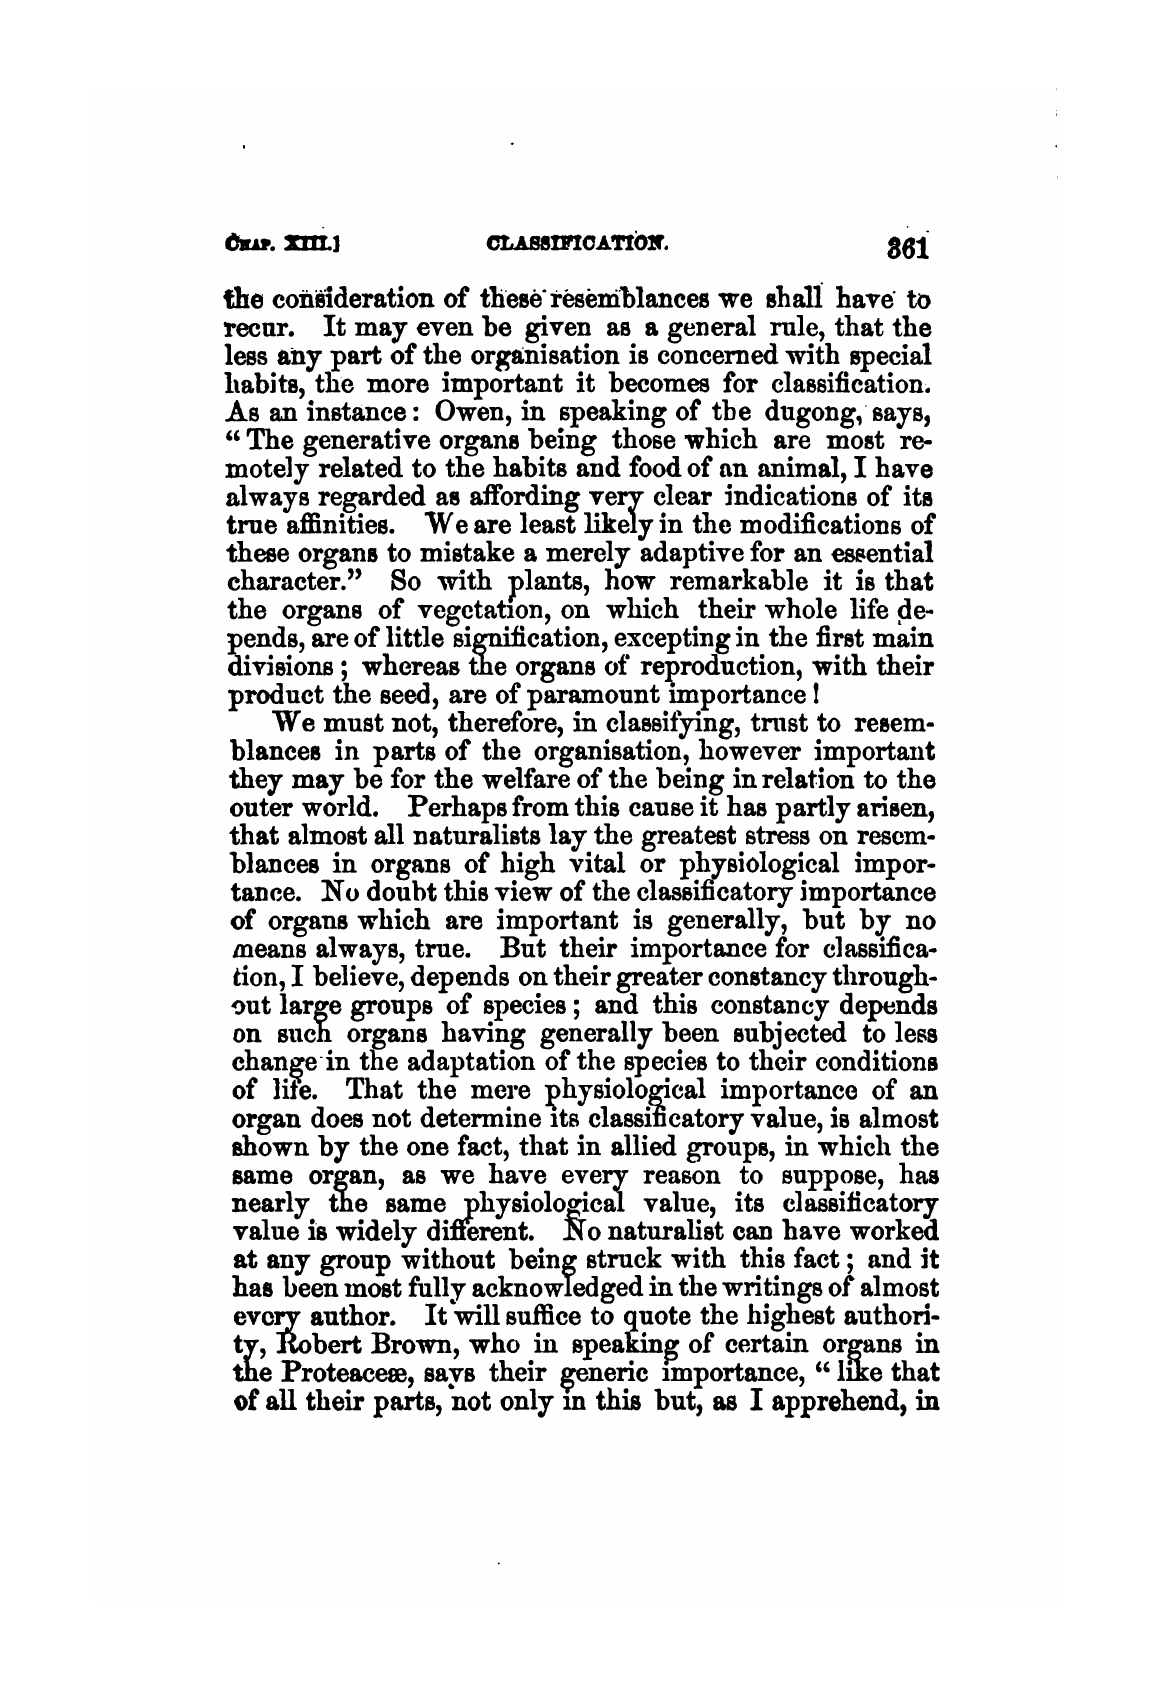 CHAP. XIII.] CLASSIFICATION. 361
the consideration of these resemblances we shall have to
recur. It may even be given as a general rule, that the
less any part of the organisation is concerned with special
habits, the more important it becomes for classification.
As an instance: Owen, in speaking of the dugong, says,
“The generative organs being those which are most re-
motely related to the habits and food of an animal, I have
always regarded as affording very clear indications of its
true affinities. We are least likely in the modifications of
these organs to mistake a merely adaptive for an essential
character.” So with plants, how remarkable it is that
the organs of vegetation, on which their whole life de-
pends, are of little signification, excepting in the first main
divisions; whereas the organs of reproduction, with their
product the seed, are of paramount importance!
We must not, therefore, in classifying, trust to resem-
blances in parts of the organisation, however important
they may be for the welfare of the being in relation to the
outer world. Perhaps from this cause it has partly arisen,
that almost all naturalists lay the greatest stress on resem-
blances in organs of high vital or physiological impor-
tance. No doubt this view of the classificatory importance
of organs which are important is generally, but by no
means always, true. But their importance for classifica-
tion, I believe, depends on their greater constancy through-
out large groups of species; and this constancy depends
on such organs having generally been subjected to less
change in the adaptation of the species to their conditions
of life. That the mere physiological importance of an
organ does not determine its classificatory value, is almost
shown by the one fact, that in allied groups, in which the
same organ, as we have every reason to suppose, has
nearly the same physiological value, its classificatory
value is widely different. No naturalist can have worked
at any group without being struck with this fact; and it
has been most fully acknowledged in the writings of almost
every author. It will suffice to quote the highest authori-
ty, Robert Brown, who in speaking of certain organs in
the Proteaceæ, says their generic importance, “like that
of all their parts, not only in this but, as I apprehend, in